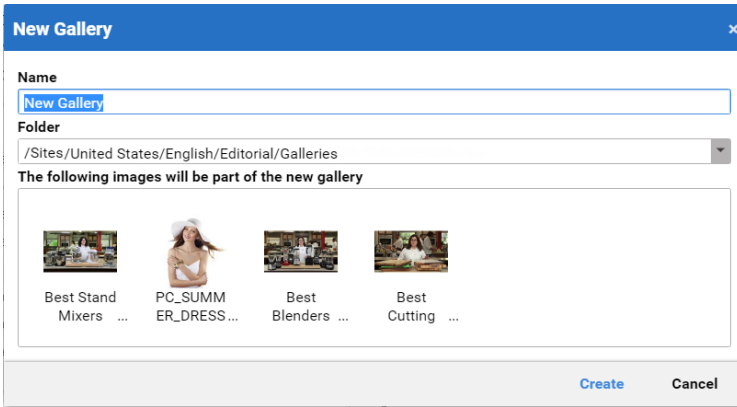 New Gallery
×
Name
New Gallery
Folder
/Sites/United States/English/Editorial/Galleries
The following images will be part of the new gallery
Best Stand
Mixers ...
PC_SUMM
ER_DRESS...
Best
Blenders ...
Best
Cutting ...
Create Cancel